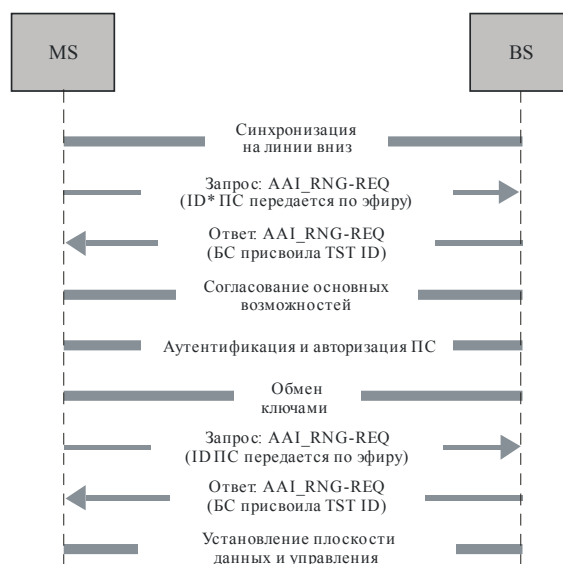 MS
BS
Синхронизация
на линии вниз
Запрос: AAI_RNG-REQ
(ID* ПС передается по эфиру)
Ответ: AAI_RNG-REQ
(БС присвоила TST ID)
Согласование основных
возможностей
Аутентификация и авторизация ПС
Обмен
ключами
Запрос: AAI_RNG-REQ
(ID ПС передается по эфиру)
Ответ: AAI_RNG-REQ
(БС присвоила TST ID)
Установление плоскости
данных и управления